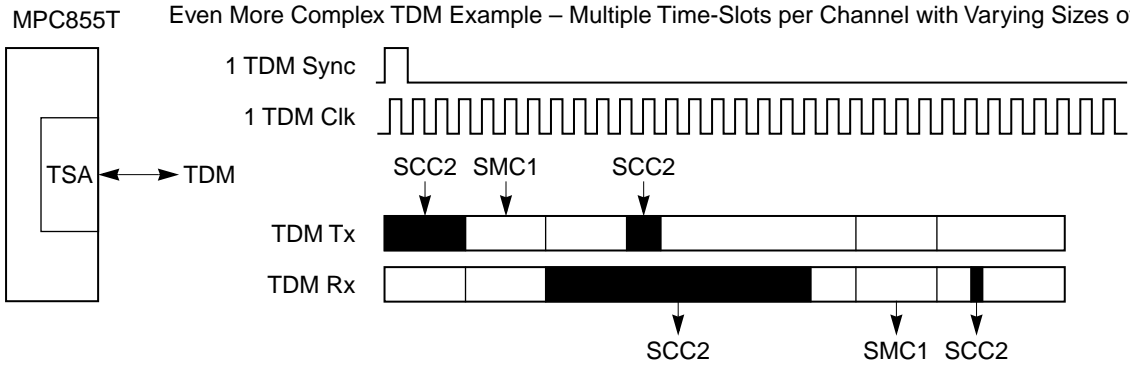 MPC855T
Even More Complex TDM Example – Multiple Time-Slots per Channel with Varying Sizes
1 TDM Sync
1 TDM Clk
TSA
TDM
SCC2 SMC1 SCC2
TDM Tx
TDM Rx
SCC2 SMC1 SCC2